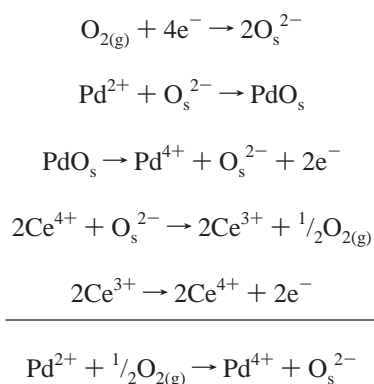 O₂₍g₎ + 4e⁻ → 2Oₛ²⁻
Pd²⁺ + Oₛ²⁻ → PdOₛ
PdOₛ → Pd⁴⁺ + Oₛ²⁻ + 2e⁻
2Ce⁴⁺ + Oₛ²⁻ → 2Ce³⁺ + ¹/₂O₂₍g₎
2Ce³⁺ → 2Ce⁴⁺ + 2e⁻
Pd²⁺ + ¹/₂O₂₍g₎ → Pd⁴⁺ + Oₛ²⁻